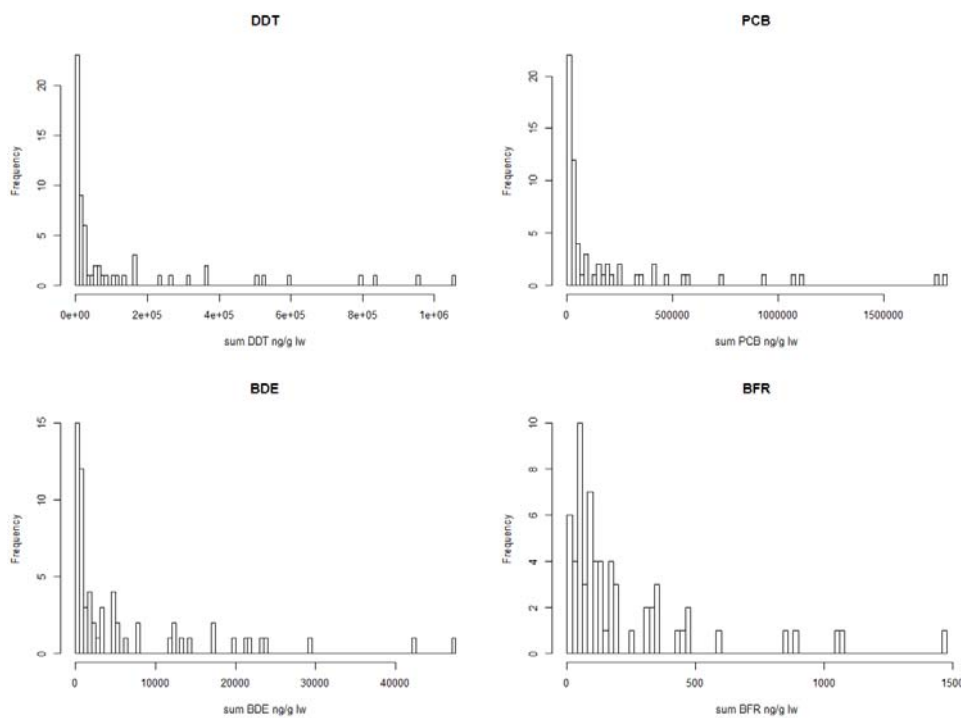 DDT
Frequency
20
15
10
5
0
0e+00 2e+05 4e+05 6e+05 8e+05 1e+06
sum DDT ng/g lw
PCB
Frequency
20
15
10
5
0
0 500000 1000000 1500000
sum PCB ng/g lw
BDE
Frequency
15
10
5
0
0 10000 20000 30000 40000
sum BDE ng/g lw
BFR
Frequency
10
8
6
4
2
0
0 500 1000 1500
sum BFR ng/g lw